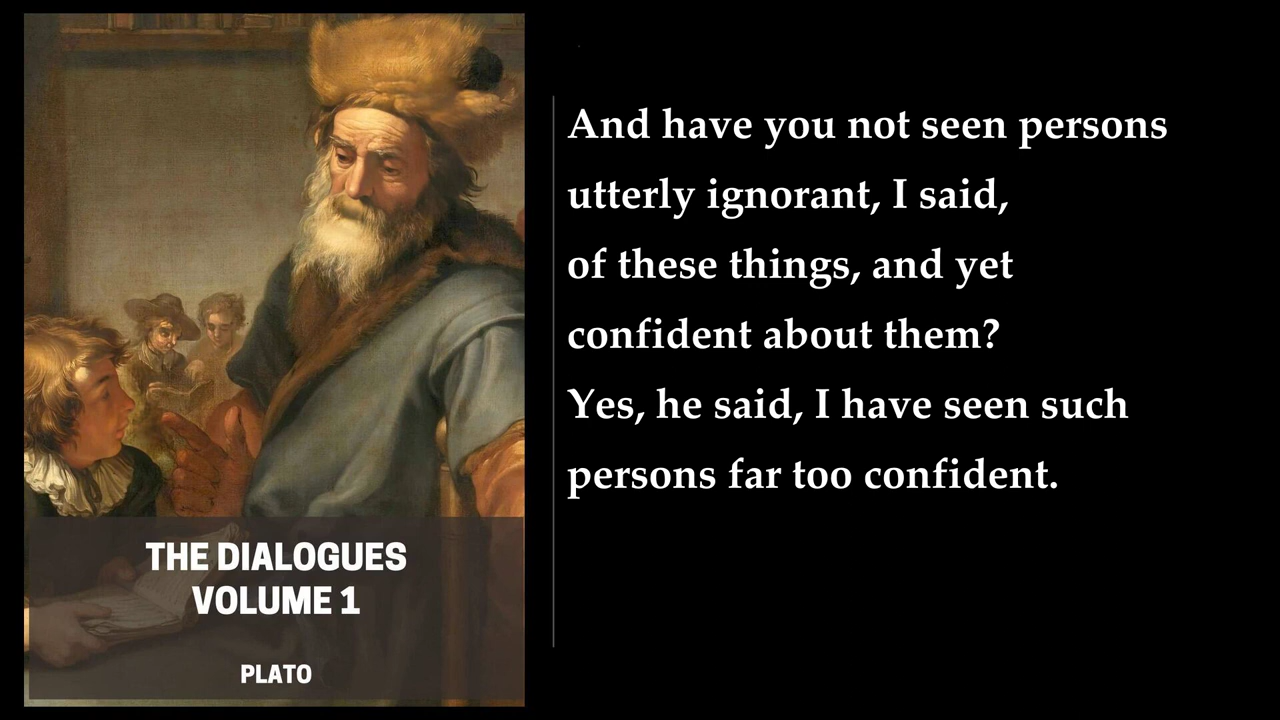 THE DIALOGUES
VOLUME 1
PLATO
And have you not seen persons
utterly ignorant, I said,
of these things, and yet
confident about them?
Yes, he said, I have seen such
persons far too confident.